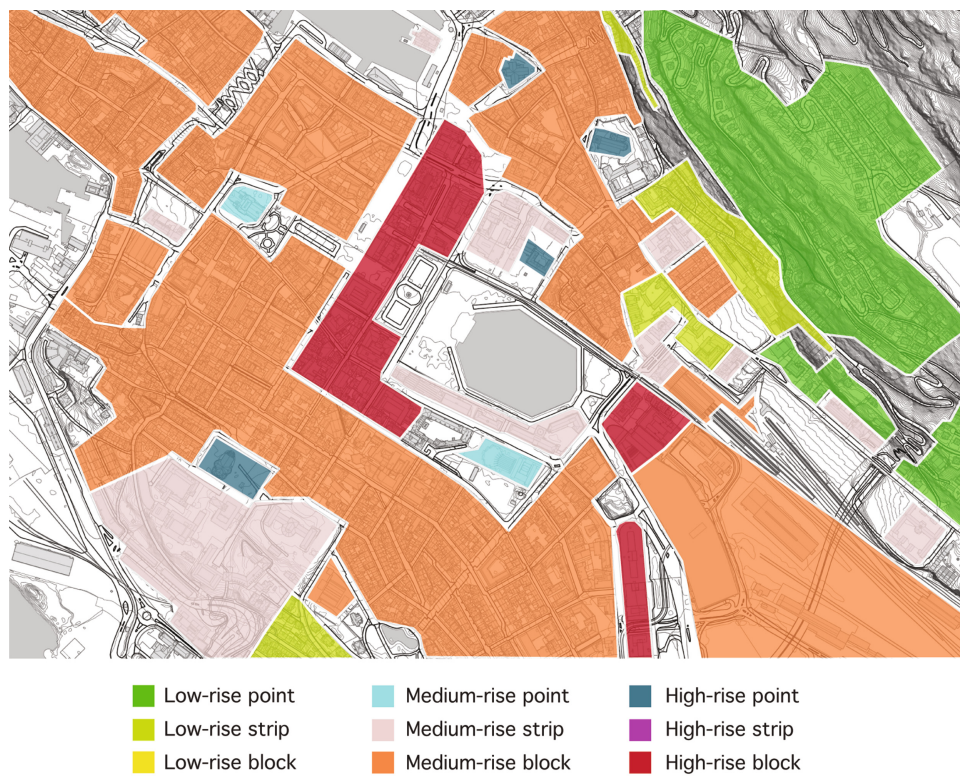 Low-rise point Medium-rise point High-rise point
Low-rise strip Medium-rise strip High-rise strip
Low-rise block Medium-rise block High-rise block